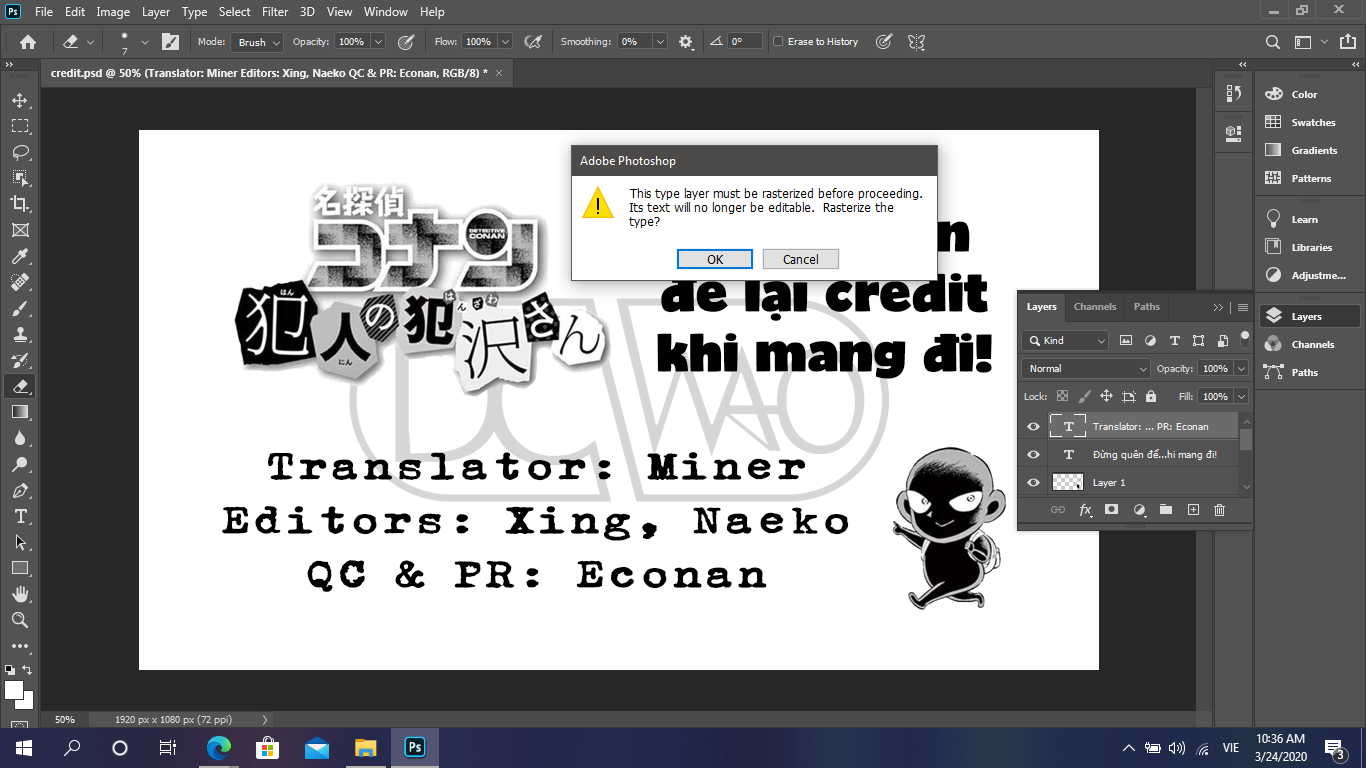 Ps File Edit Image Layer Type Select Filter 3D View Window Help
7 Mode: Brush Opacity: 100% Flow: 100% Smoothing: 0% 0° Erase to History
credit.psd @ 50% (Translator: Miner Editors: Xing, Naeko QC & PR: Econan, RGB/8) * ×
Adobe Photoshop
This type layer must be rasterized before proceeding.
Its text will no longer be editable. Rasterize the
type?
OK Cancel
名探偵
コナン
DETECTIVE
CONAN
はん にん はんざわ
犯人の犯沢さん
n
để lại credit
khi mang đi!
DC WAO
Translator: Miner
Editors: Xing, Naeko
QC & PR: Econan
Color
Swatches
Gradients
Patterns
Learn
Libraries
Adjustme...
Layers
Channels
Paths
Layers Channels Paths
Kind
Normal Opacity: 100%
Lock: Fill: 100%
T Translator: ... PR: Econan
T Đừng quên để...hi mang đi!
Layer 1
fx
50% 1920 px x 1080 px (72 ppi)
Ps VIE 10:36 AM
3/24/2020 3